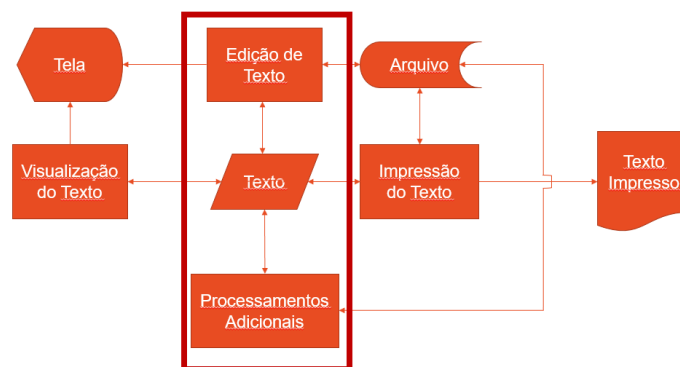 Tela
Edição de
Texto
Arquivo
Visualização
do Texto
Texto
Impressão
do Texto
Texto
Impresso
Processamentos
Adicionais